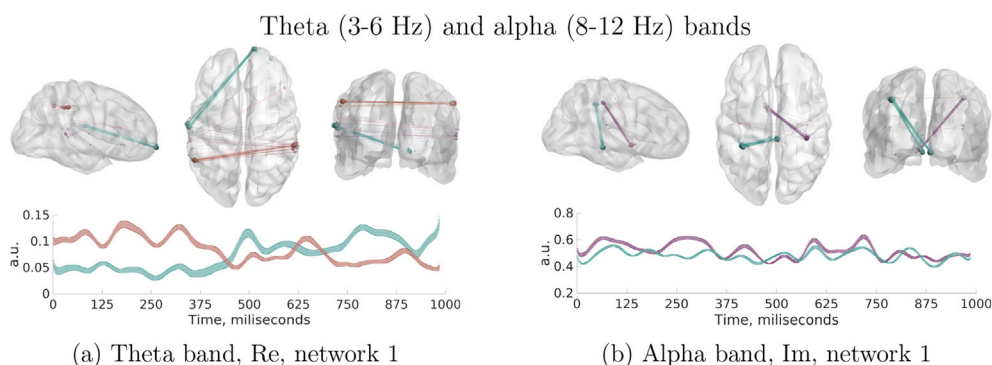 Theta (3-6 Hz) and alpha (8-12 Hz) bands
0.15
0.1
0.05
0
a.u.
0 125 250 375 500 625 750 875 1000
Time, miliseconds
(a) Theta band, Re, network 1
0.8
0.6
0.4
0.2
a.u.
0 125 250 375 500 625 750 875 1000
Time, miliseconds
(b) Alpha band, Im, network 1